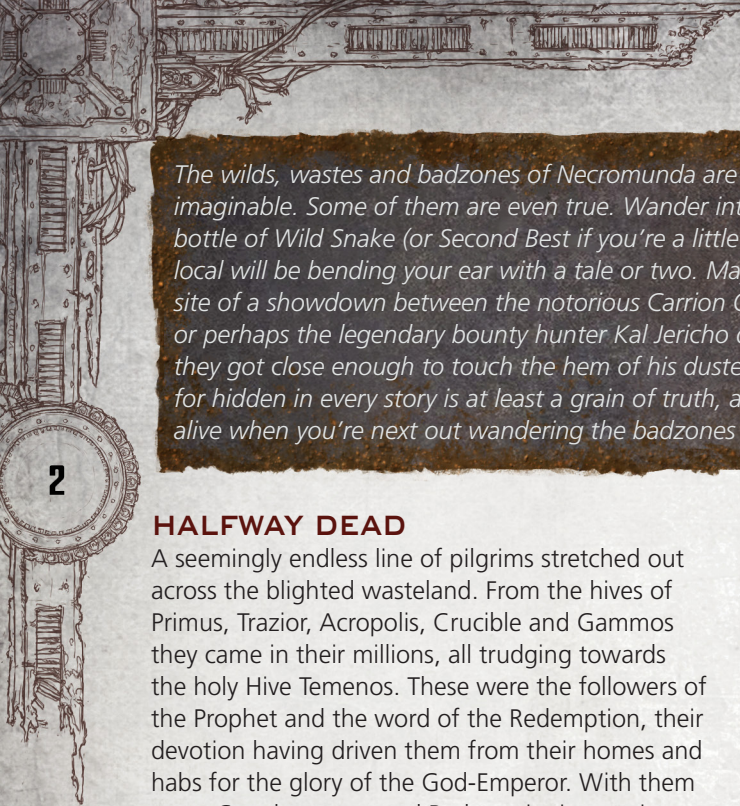 The wilds, wastes and badzones of Necromunda are
imaginable. Some of them are even true. Wander int
bottle of Wild Snake (or Second Best if you're a little
local will be bending your ear with a tale or two. Ma
site of a showdown between the notorious Carrion
or perhaps the legendary bounty hunter Kal Jericho
they got close enough to touch the hem of his duste
for hidden in every story is at least a grain of truth, a
alive when you're next out wandering the badzones
2
HALFWAY DEAD
A seemingly endless line of pilgrims stretched out
across the blighted wasteland. From the hives of
Primus, Trazior, Acropolis, Crucible and Gammos
they came in their millions, all trudging towards
the holy Hive Temenos. These were the followers of
the Prophet and the word of the Redemption, their
devotion having driven them from their homes and
habs for the glory of the God-Emperor. With them